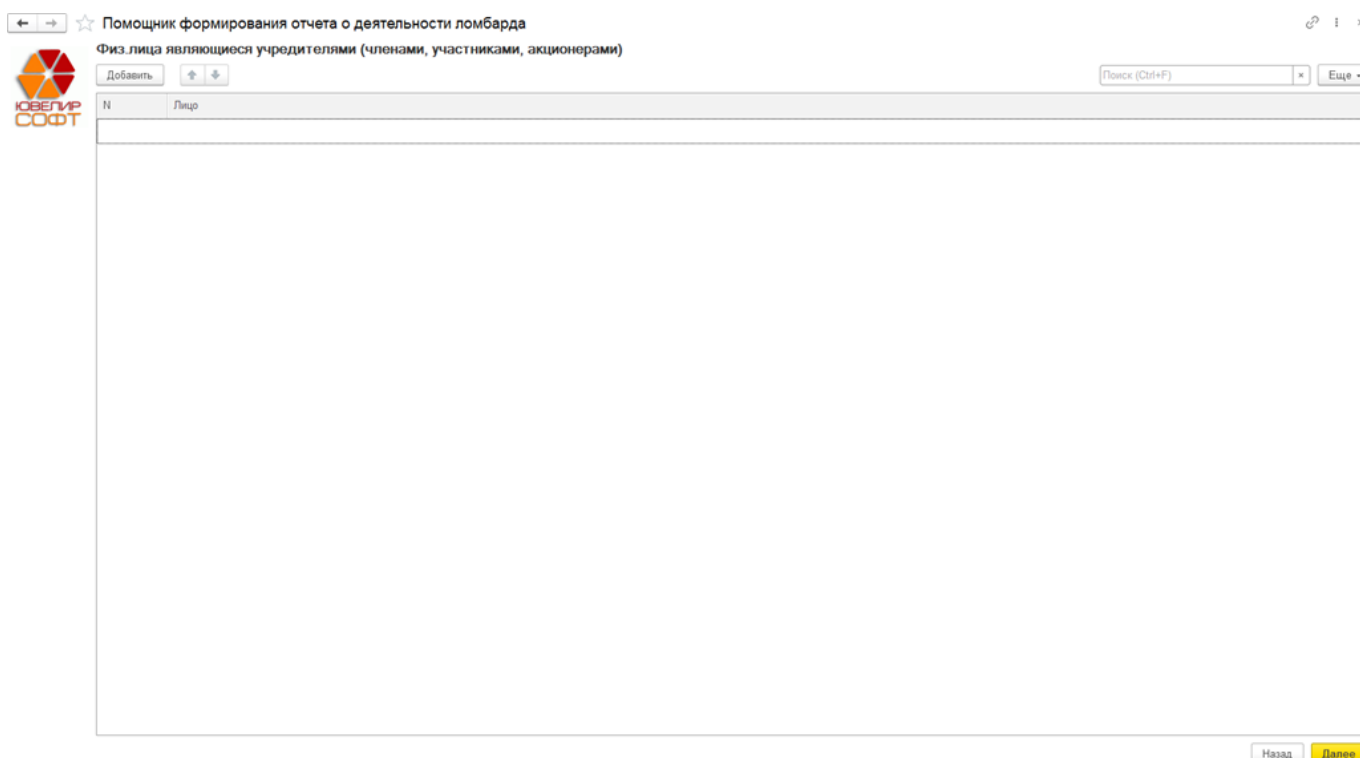 Помощник формирования отчета о деятельности ломбарда
Физ.лица являющиеся учредителями (членами, участниками, акционерами)
ЮВЕЛИР
СОФТ
Добавить
Поиск (Ctrl+F) × Еще
N Лицо
Назад Далее